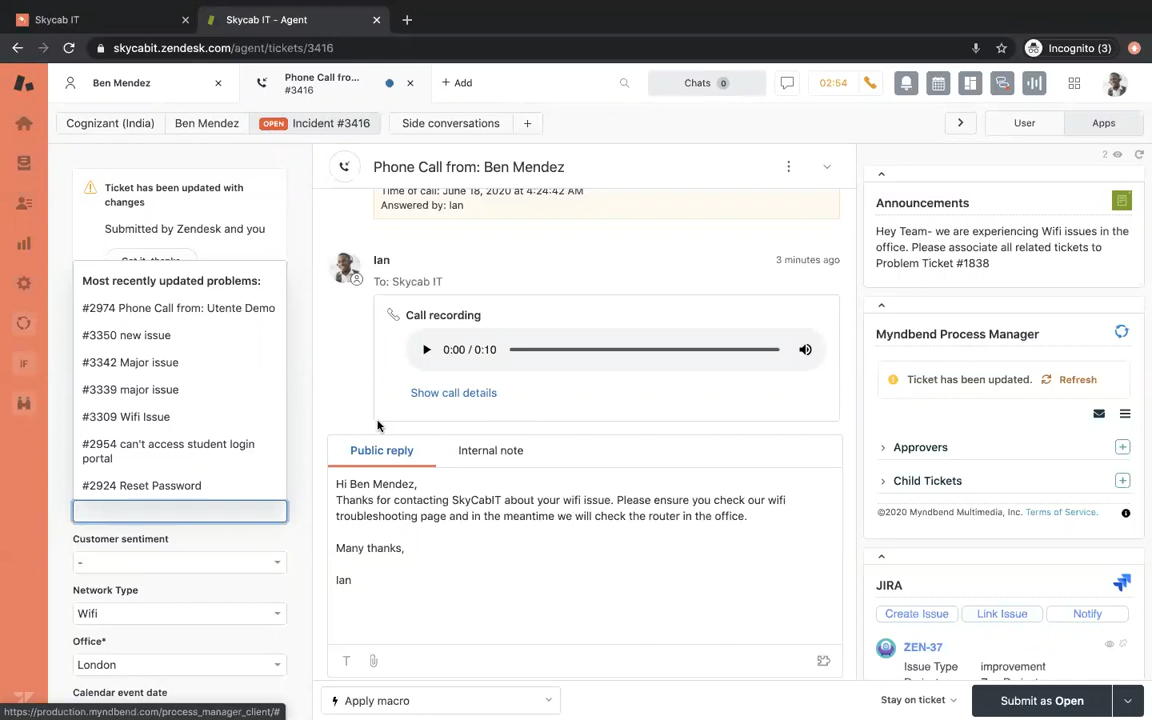 Skycab IT
Skycab IT - Agent
skycabit.zendesk.com/agent/tickets/3416
Incognito (3)
Ben Mendez
Phone Call fro...
#3416
+ Add
Chats 0
02:54
Cognizant (India)
Ben Mendez
OPEN Incident #3416
Side conversations
+
User
Apps
2
Ticket has been updated with
changes
Submitted by Zendesk and you
Got it, thanks
Most recently updated problems:
#2974 Phone Call from: Utente Demo
#3350 new issue
#3342 Major issue
#3339 major issue
#3309 Wifi Issue
#2954 can't access student login
portal
#2924 Reset Password
Customer sentiment
-
Network Type
Wifi
Office*
London
Calendar event date
https://production.myndbend.com/process_manager_client/#
IF
Phone Call from: Ben Mendez
Time of call: June 18, 2020 at 4:24:42 AM
Answered by: Ian
Ian
3 minutes ago
To: Skycab IT
Call recording
0:00 / 0:10
Show call details
Public reply
Internal note
Hi Ben Mendez,
Thanks for contacting SkyCabIT about your wifi issue. Please ensure you check our wifi
troubleshooting page and in the meantime we will check the router in the office.
Many thanks,
Ian
T
Apply macro
Stay on ticket
Submit as Open
Announcements
Hey Team- we are experiencing Wifi issues in the
office. Please associate all related tickets to
Problem Ticket #1838
Myndbend Process Manager
Ticket has been updated. Refresh
Approvers
Child Tickets
©2020 Myndbend Multimedia, Inc. Terms of Service.
JIRA
Create Issue
Link Issue
Notify
ZEN-37
Issue Type improvement